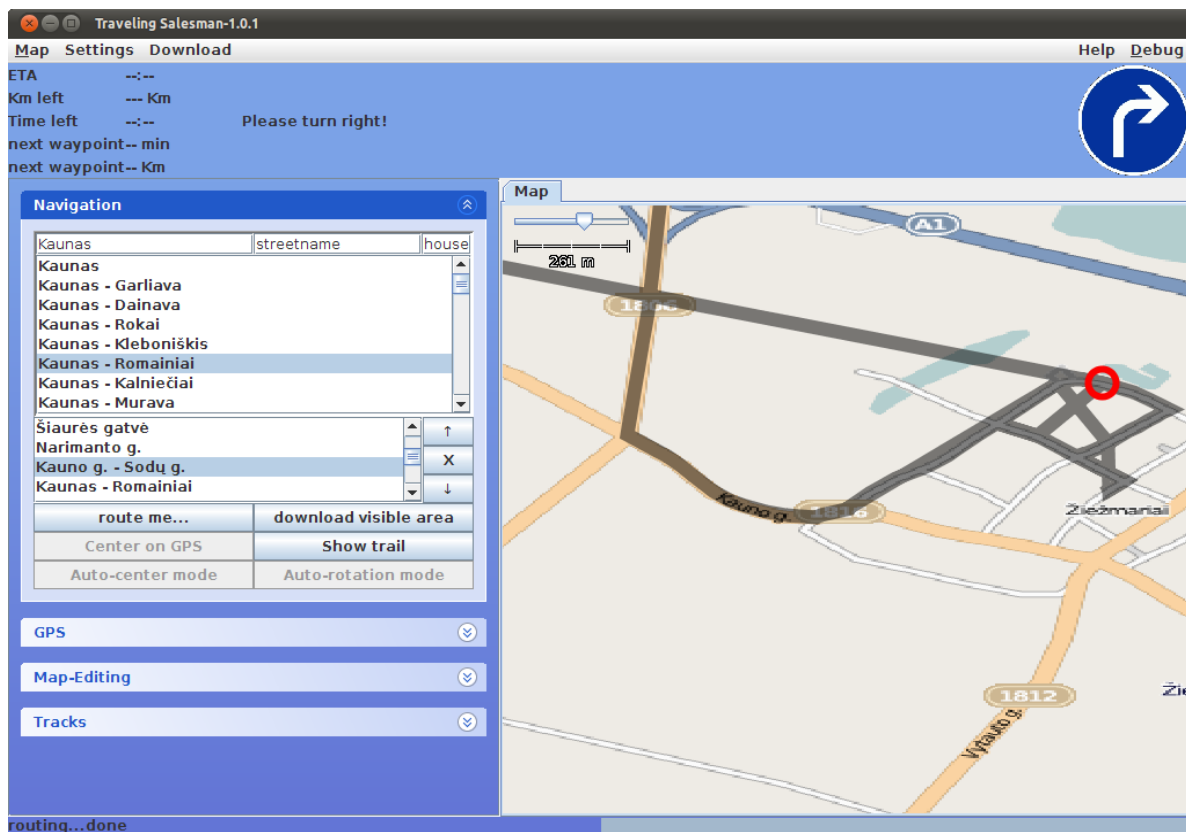 Traveling Salesman-1.0.1
Map Settings Download Help Debug
ETA --:--
Km left --- Km
Time left --:-- Please turn right!
next waypoint-- min
next waypoint-- Km
Navigation
Kaunas streetname house
Kaunas
Kaunas - Garliava
Kaunas - Dainava
Kaunas - Rokai
Kaunas - Kleboniškis
Kaunas - Romainiai
Kaunas - Kalniečiai
Kaunas - Murava
Šiaurės gatvė
Narimanto g.
Kauno g. - Sodų g.
Kaunas - Romainiai
↑
X
↓
route me... download visible area
Center on GPS Show trail
Auto-center mode Auto-rotation mode
GPS
Map-Editing
Tracks
routing...done
Map
261 m
A1
1806
Kauno g.
1816
Žiežmariai
1812
Žie
Vytauto g.